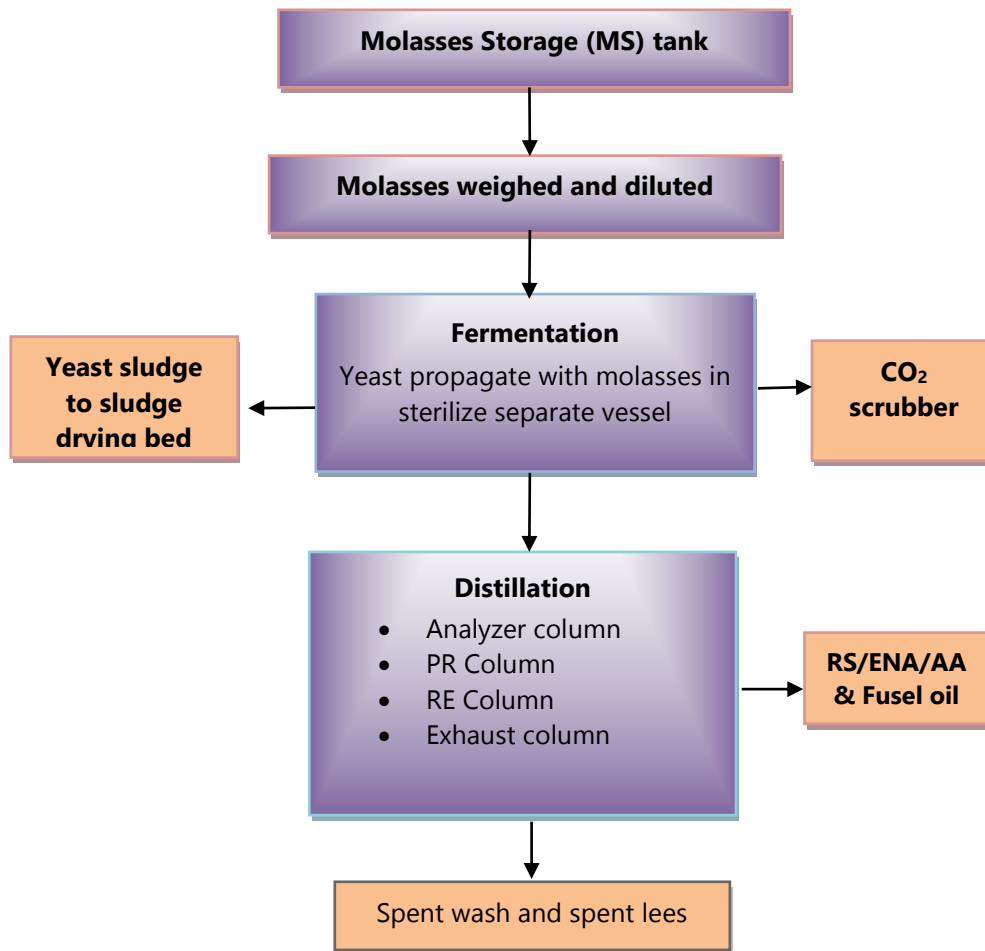 Molasses Storage (MS) tank
Molasses weighed and diluted
Fermentation
Yeast propagate with molasses in
sterilize separate vessel
Yeast sludge
to sludge
drying bed
CO₂
scrubber
Distillation
• Analyzer column
• PR Column
• RE Column
• Exhaust column
RS/ENA/AA
& Fusel oil
Spent wash and spent lees